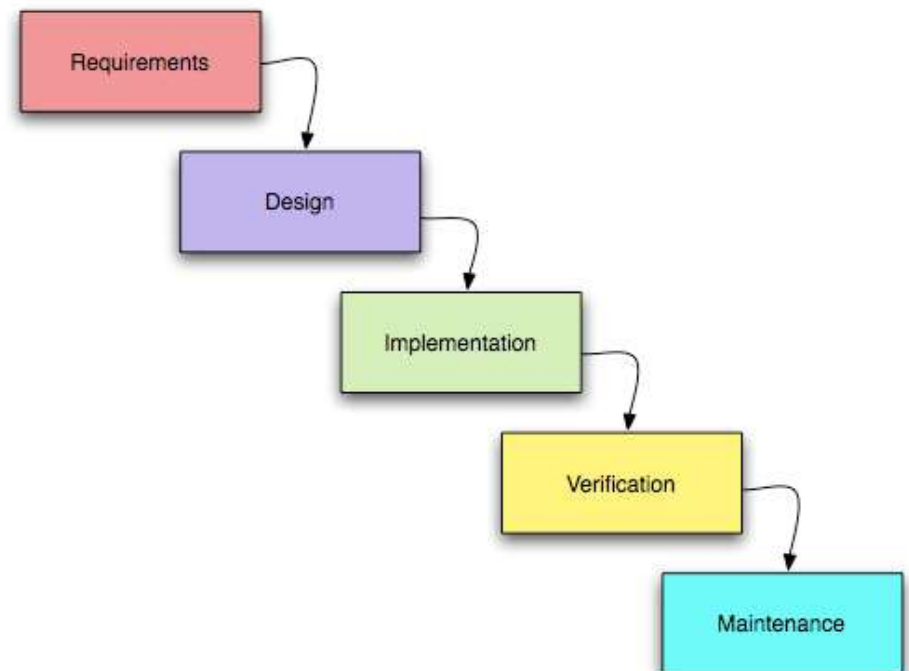 Requirements
Design
Implementation
Verification
Maintenance